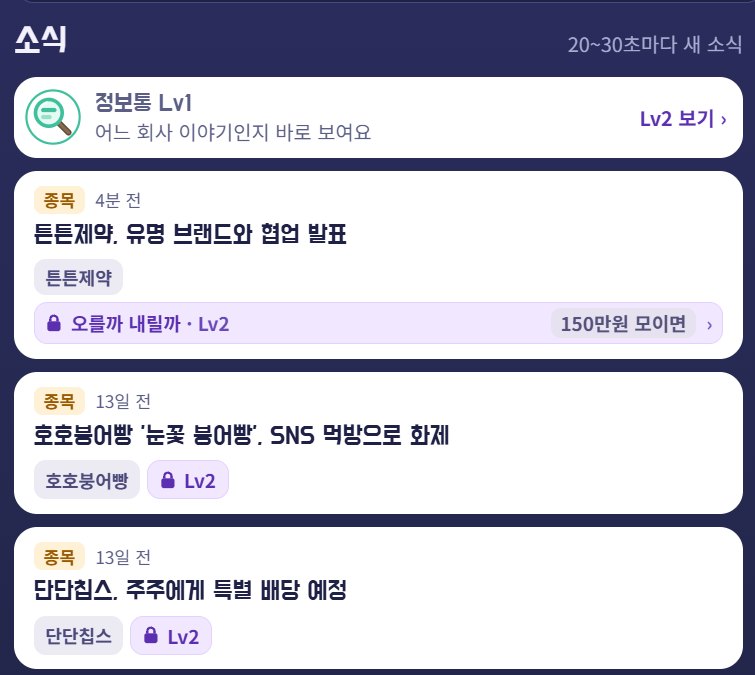 소식
20~30초마다 새 소식
정보통 Lv1
어느 회사 이야기인지 바로 보여요
Lv2 보기 ›
종목 4분 전
튼튼제약, 유명 브랜드와 협업 발표
튼튼제약
오를까 내릴까 · Lv2 150만원 모이면 ›
종목 13일 전
호호붕어빵 '눈꽃 붕어빵', SNS 먹방으로 화제
호호붕어빵 Lv2
종목 13일 전
단단칩스, 주주에게 특별 배당 예정
단단칩스 Lv2